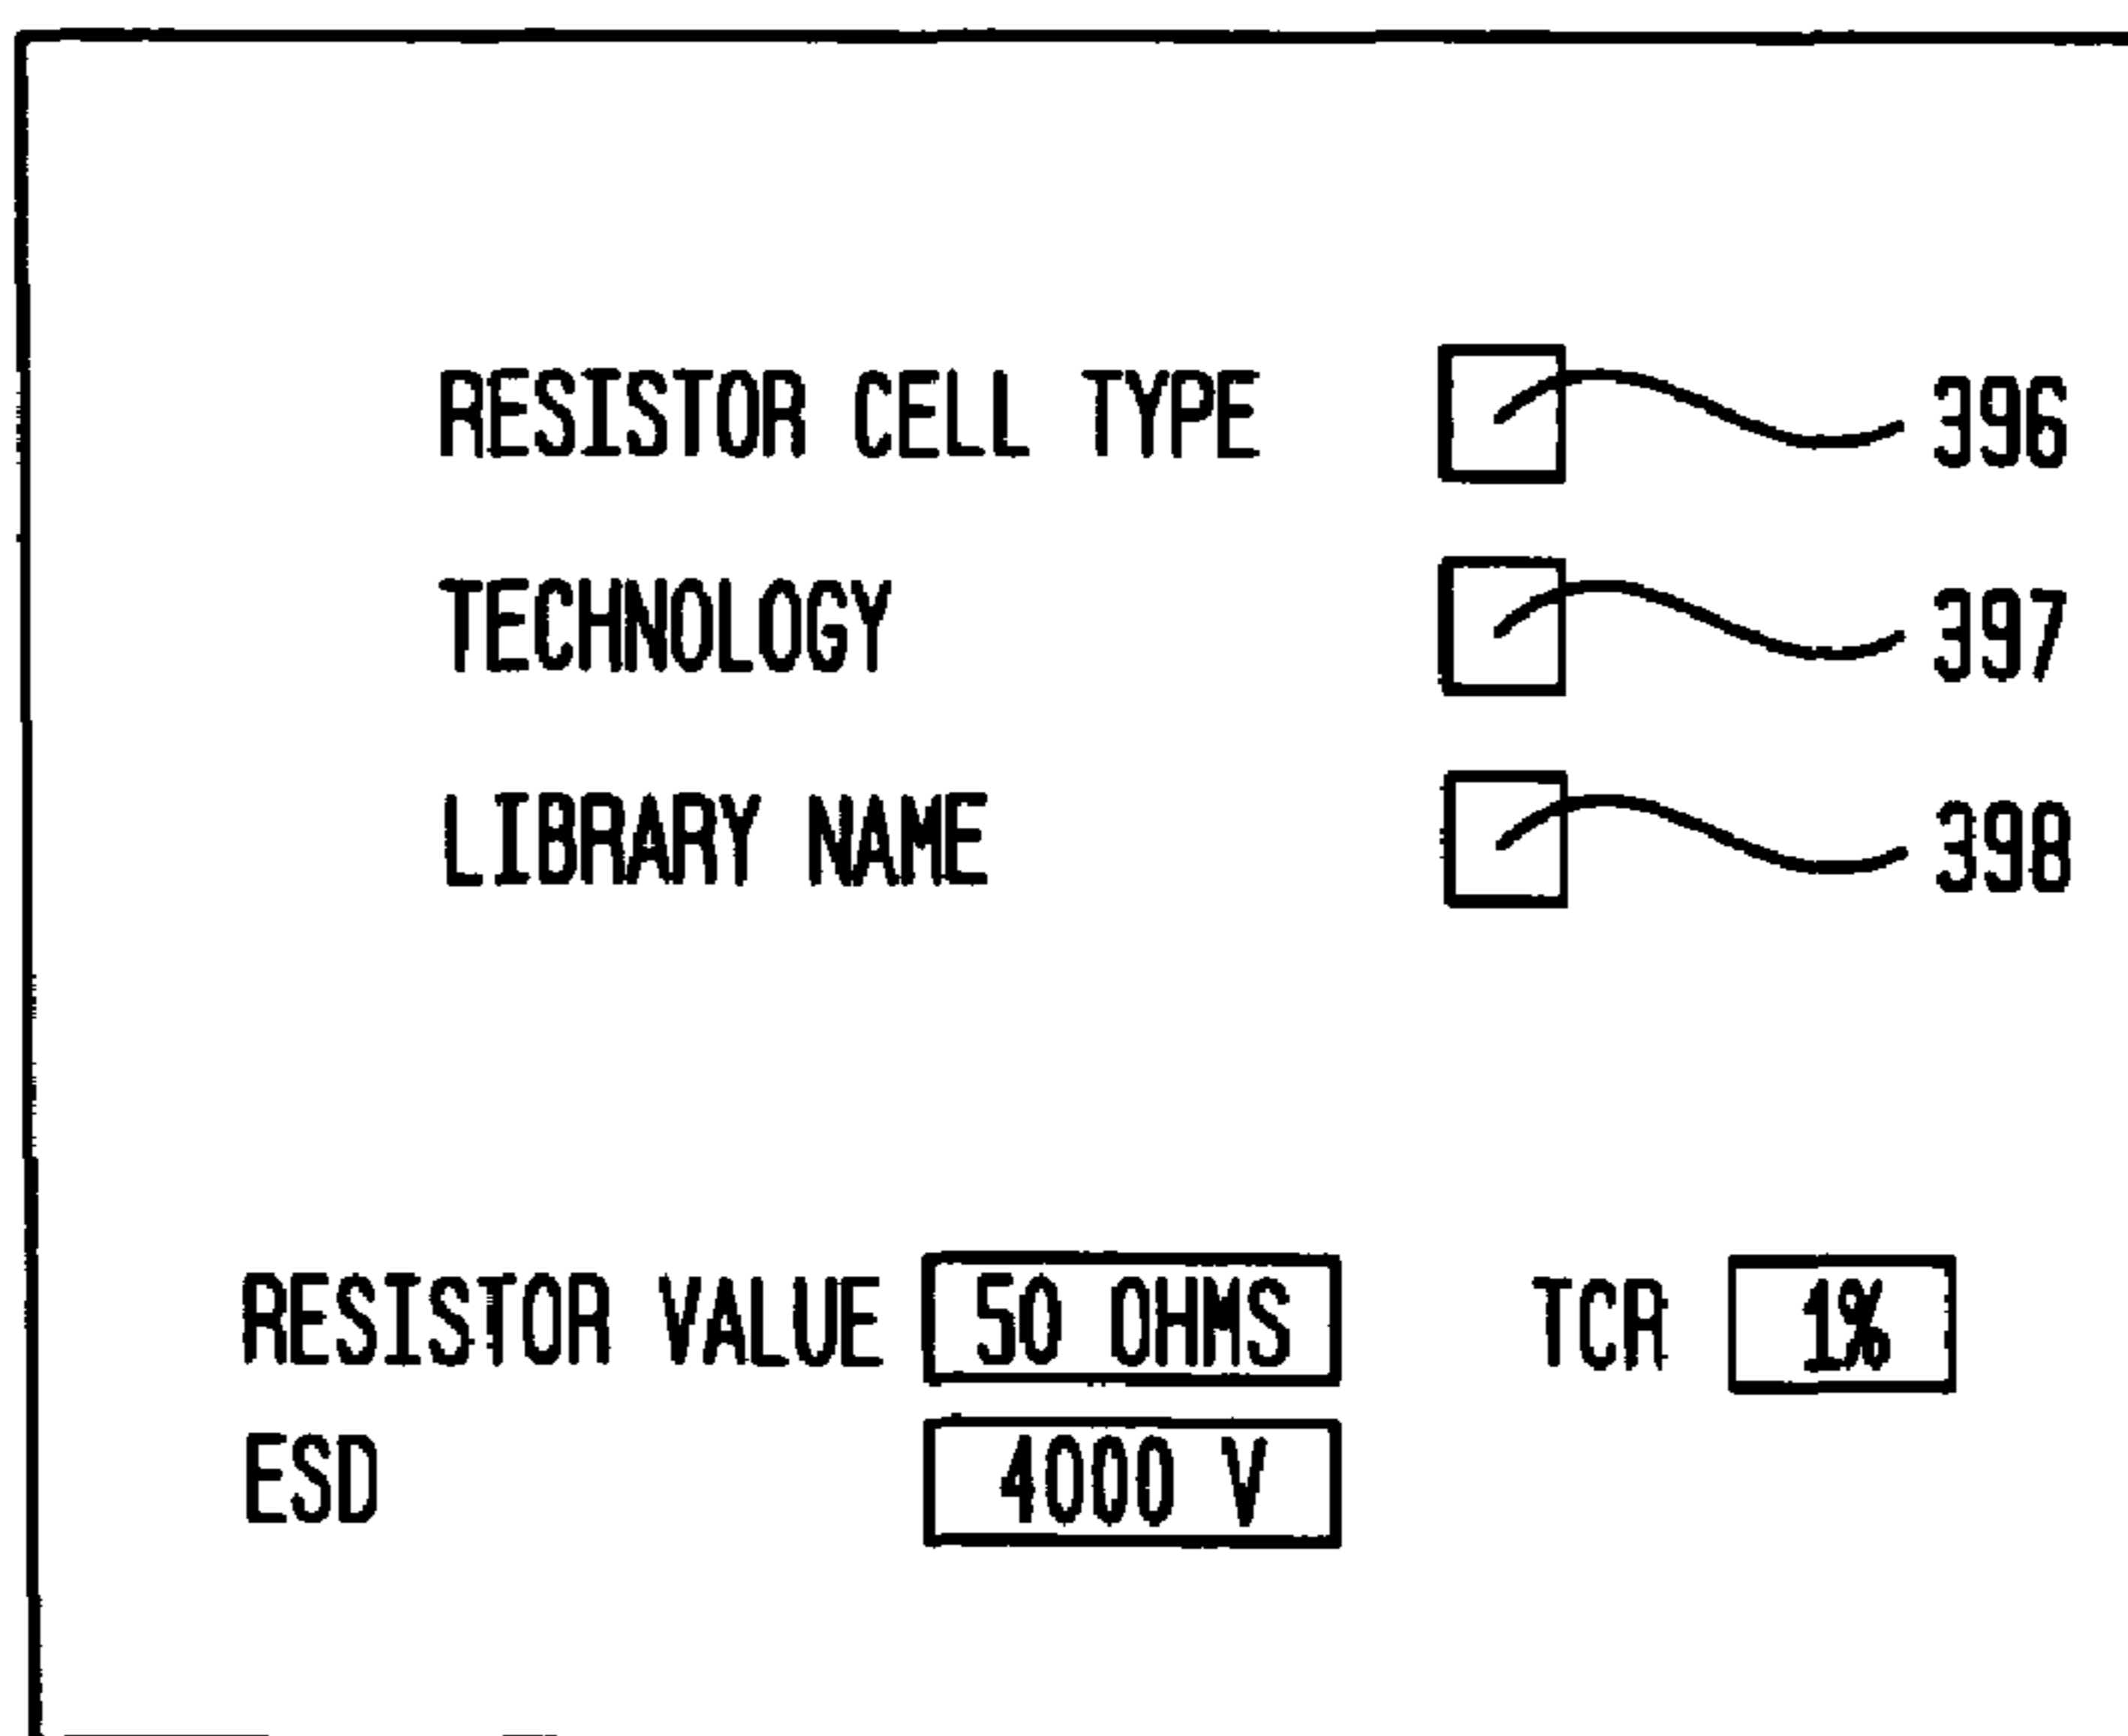 RESISTOR CELL TYPE 396
TECHNOLOGY 397
LIBRARY NAME 398
RESISTOR VALUE 50 OHMS TCR 1%
ESD 4000 V